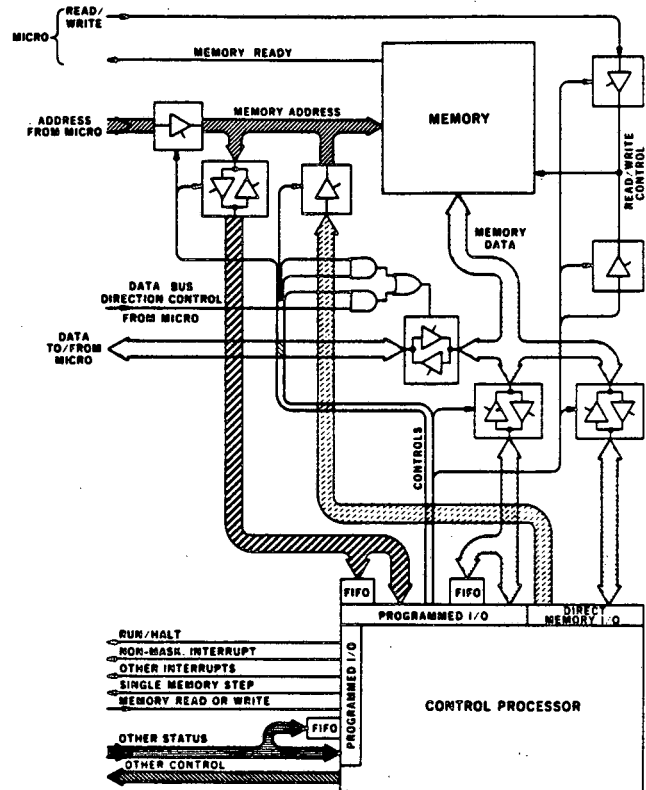 READ/
WRITE
MICRO
MEMORY READY
ADDRESS
FROM MICRO
MEMORY ADDRESS
MEMORY
READ/WRITE
CONTROL
MEMORY
DATA
DATA BUS
DIRECTION CONTROL
FROM MICRO
DATA
TO/FROM
MICRO
CONTROLS
FIFO
FIFO
PROGRAMMED I/O
DIRECT
MEMORY I/O
RUN/HALT
NON-MASK. INTERRUPT
OTHER INTERRUPTS
SINGLE MEMORY STEP
MEMORY READ OR WRITE
PROGRAMMED I/O
CONTROL PROCESSOR
FIFO
OTHER STATUS
OTHER CONTROL